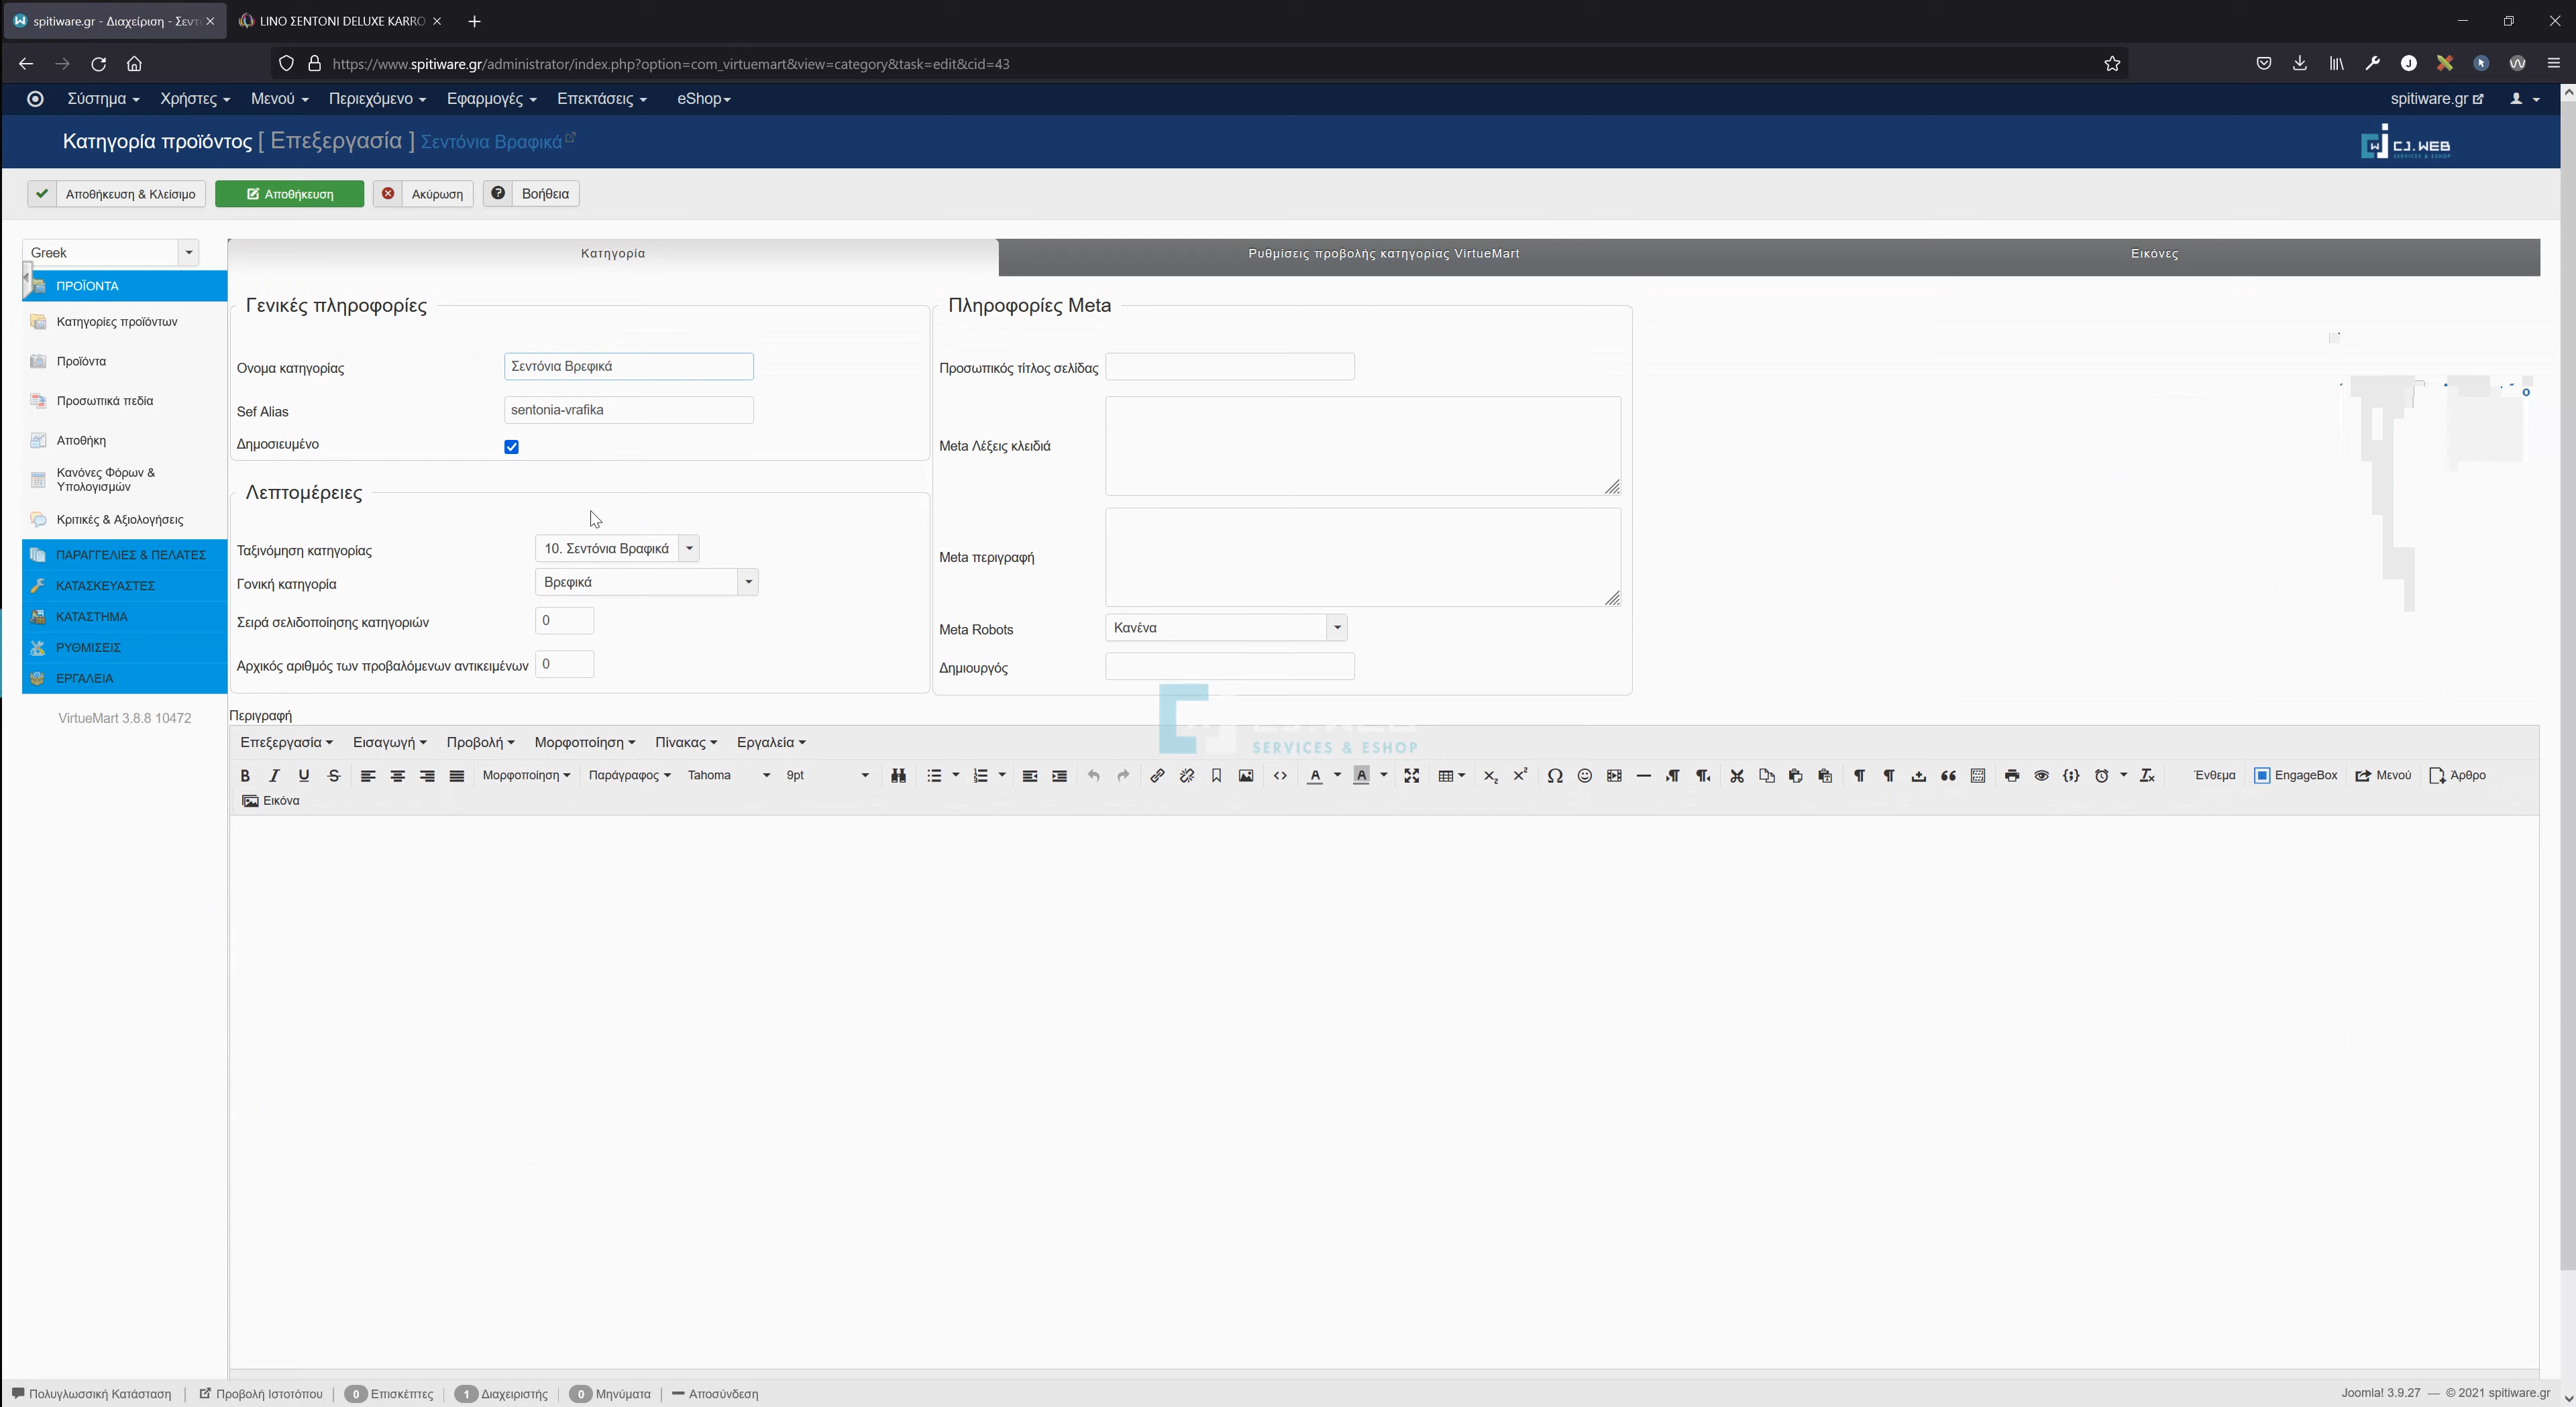 spitiware.gr - Διαχείριση - Σεντ
LINO ΣΕΝΤΟΝΙ DELUXE KARRO
https://www.spitiware.gr/administrator/index.php?option=com_virtuemart&view=category&task=edit&cid=43
Σύστημα Χρήστες Μενού Περιεχόμενο Εφαρμογές Επεκτάσεις eShop spitiware.gr
Κατηγορία προϊόντος [ Επεξεργασία ] Σεντόνια Βραφικά
CJ.WEB
SERVICES & ESHOP
Αποθήκευση & Κλείσιμο Αποθήκευση Ακύρωση Βοήθεια
Greek
Κατηγορία Ρυθμίσεις προβολής κατηγορίας VirtueMart Εικόνες
ΠΡΟΪΟΝΤΑ
Κατηγορίες προϊόντων
Προϊόντα
Προσωπικά πεδία
Αποθήκη
Κανόνες Φόρων &
Υπολογισμών
Κριτικές & Αξιολογήσεις
ΠΑΡΑΓΓΕΛΙΕΣ & ΠΕΛΑΤΕΣ
ΚΑΤΑΣΚΕΥΑΣΤΕΣ
ΚΑΤΑΣΤΗΜΑ
ΡΥΘΜΙΣΕΙΣ
ΕΡΓΑΛΕΙΑ
VirtueMart 3.8.8 10472
Γενικές πληροφορίες
Ονομα κατηγορίας Σεντόνια Βρεφικά
Sef Alias sentonia-vrafika
Δημοσιευμένο
Λεπτομέρειες
Ταξινόμηση κατηγορίας 10. Σεντόνια Βραφικά
Γονική κατηγορία Βρεφικά
Σειρά σελιδοποίησης κατηγοριών 0
Αρχικός αριθμός των προβαλόμενων αντικειμένων 0
Πληροφορίες Meta
Προσωπικός τίτλος σελίδας
Meta Λέξεις κλειδιά
Meta περιγραφή
Meta Robots Κανένα
Δημιουργός
SERVICES & ESHOP
Περιγραφή
Επεξεργασία Εισαγωγή Προβολή Μορφοποίηση Πίνακας Εργαλεία
Μορφοποίηση Παράγραφος Tahoma 9pt Ένθεμα EngageBox Μενού Άρθρο
Εικόνα
Πολυγλωσσική Κατάσταση Προβολή Ιστοτόπου 0 Επισκέπτες 1 Διαχειριστής 0 Μηνύματα Αποσύνδεση
Joomla! 3.9.27 — © 2021 spitiware.gr